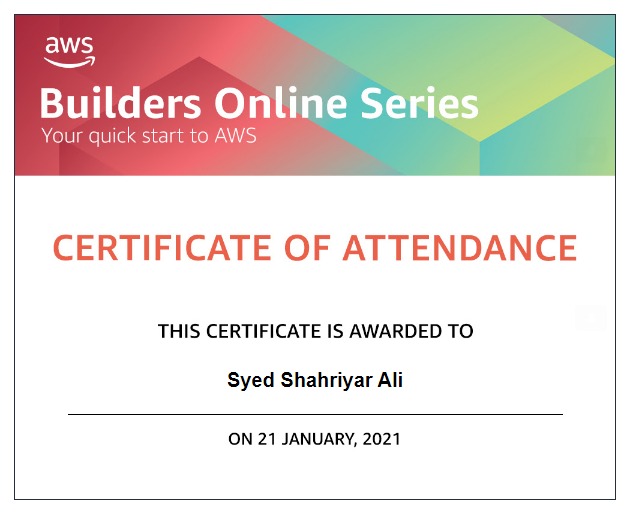 aws
Builders Online Series
Your quick start to AWS
CERTIFICATE OF ATTENDANCE
THIS CERTIFICATE IS AWARDED TO
Syed Shahriyar Ali
ON 21 JANUARY, 2021